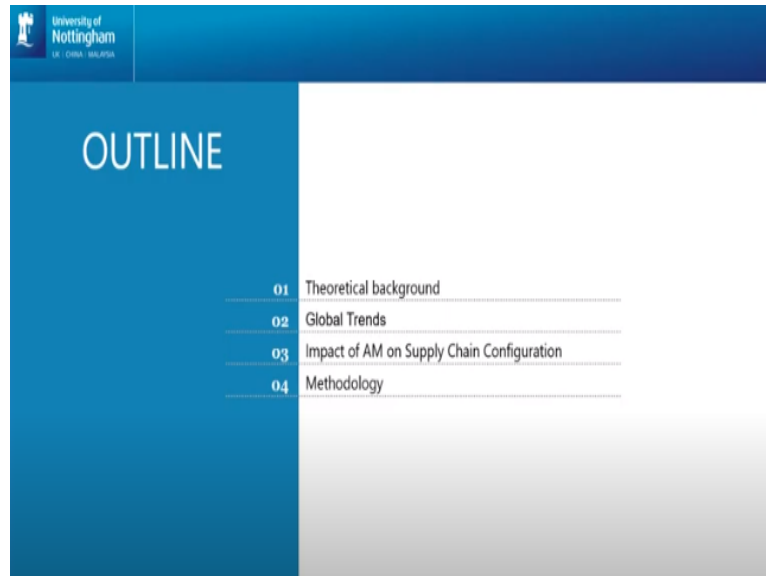 University of
Nottingham
UK | CHINA | MALAYSIA
OUTLINE
01 Theoretical background
02 Global Trends
03 Impact of AM on Supply Chain Configuration
04 Methodology